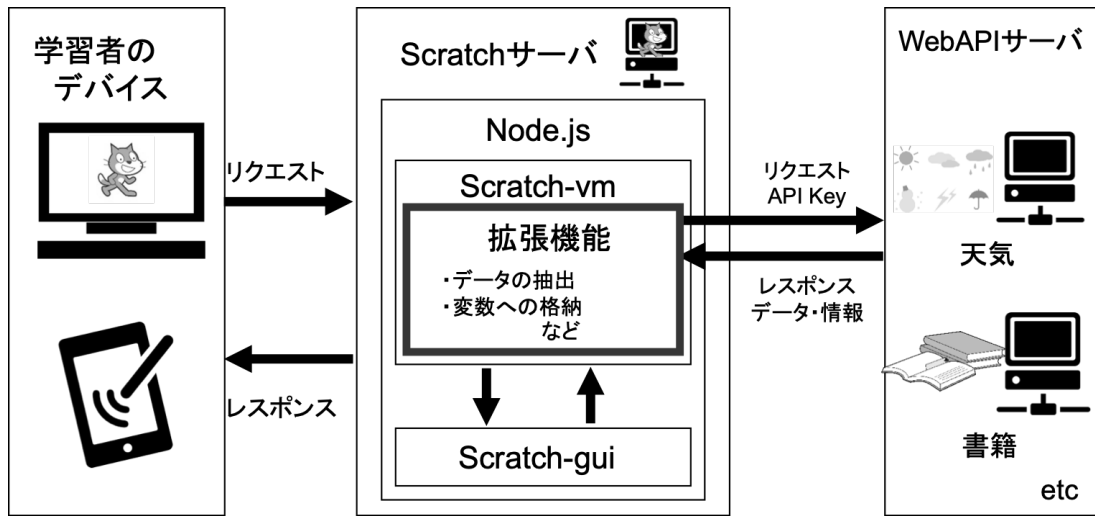 学習者の
デバイス
リクエスト
レスポンス
Scratchサーバ
Node.js
Scratch-vm
拡張機能
・データの抽出
・変数への格納
など
Scratch-gui
リクエスト
API Key
レスポンス
データ・情報
WebAPIサーバ
天気
書籍
etc